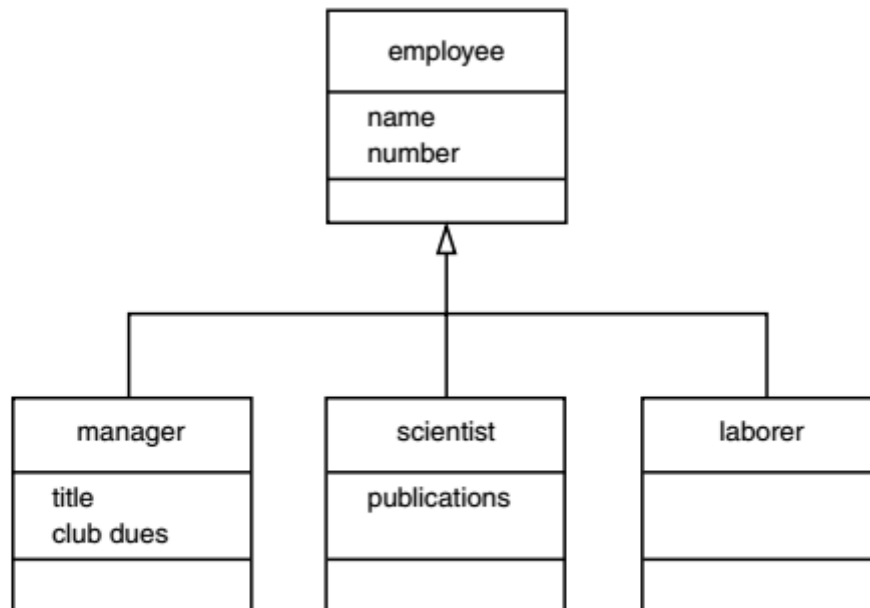 employee
name
number
manager
scientist
laborer
title
publications
club dues